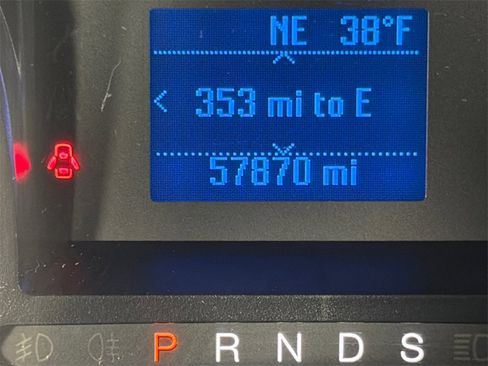 NE 38°F
353 mi to E
57870 mi
P R N D S